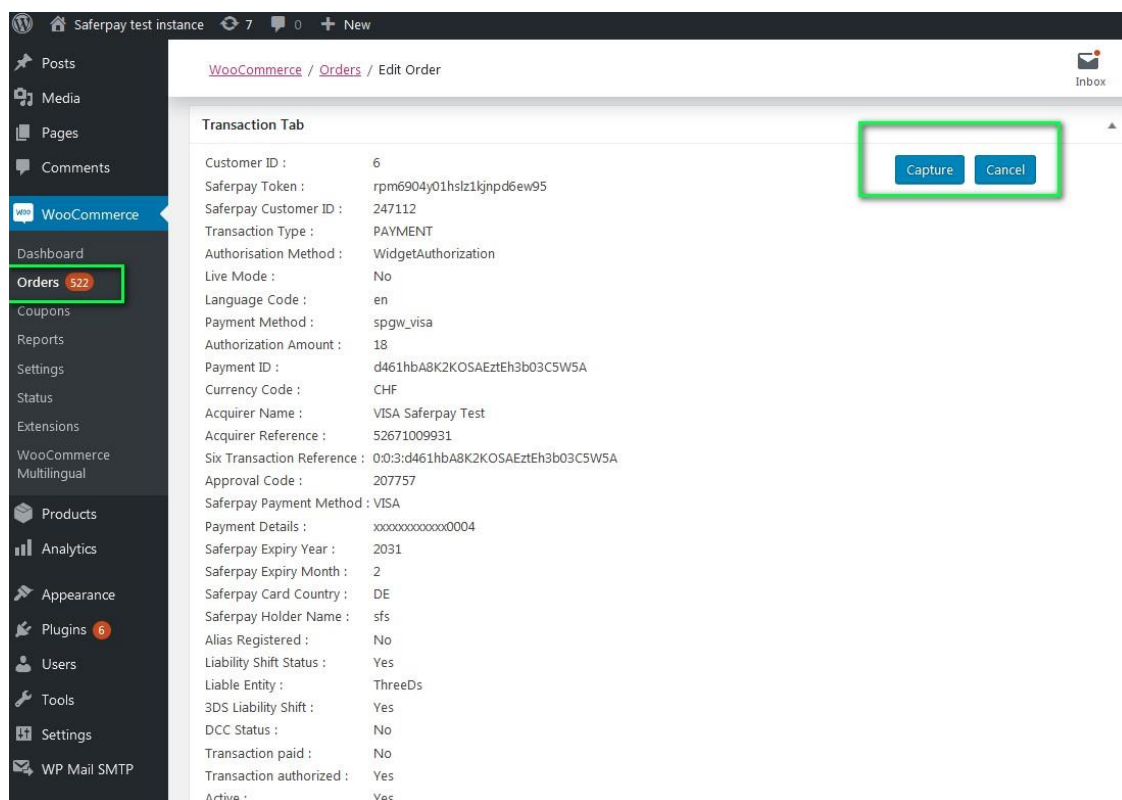 Saferpay test instance 7 0 + New
Posts
Media
Pages
Comments
woo WooCommerce
Dashboard
Orders 522
Coupons
Reports
Settings
Status
Extensions
WooCommerce
Multilingual
Products
Analytics
Appearance
Plugins 6
Users
Tools
Settings
WP Mail SMTP
WooCommerce / Orders / Edit Order
Inbox
Transaction Tab
Capture Cancel
Customer ID : 6
Saferpay Token : rpm6904y01hslz1kjnpd6ew95
Saferpay Customer ID : 247112
Transaction Type : PAYMENT
Authorisation Method : WidgetAuthorization
Live Mode : No
Language Code : en
Payment Method : spgw_visa
Authorization Amount : 18
Payment ID : d461hbA8K2KOSAEztEh3b03C5W5A
Currency Code : CHF
Acquirer Name : VISA Saferpay Test
Acquirer Reference : 52671009931
Six Transaction Reference : 0:0:3:d461hbA8K2KOSAEztEh3b03C5W5A
Approval Code : 207757
Saferpay Payment Method : VISA
Payment Details : xxxxxxxxxxxx0004
Saferpay Expiry Year : 2031
Saferpay Expiry Month : 2
Saferpay Card Country : DE
Saferpay Holder Name : sfs
Alias Registered : No
Liability Shift Status : Yes
Liable Entity : ThreeDs
3DS Liability Shift : Yes
DCC Status : No
Transaction paid : No
Transaction authorized : Yes
Active : Yes